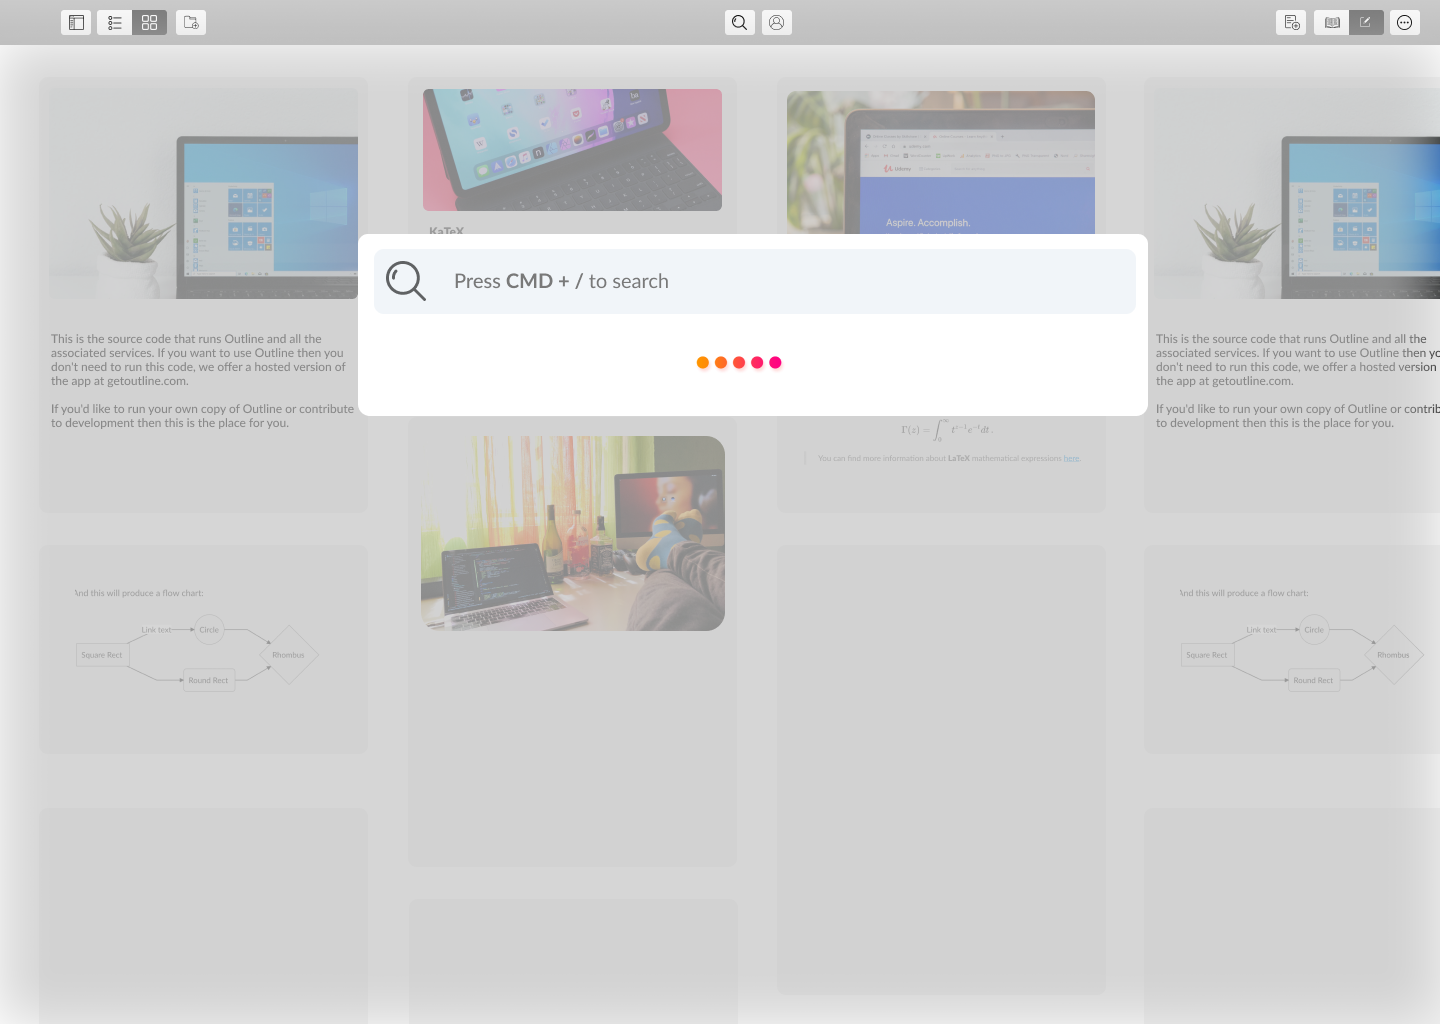 Aspire. Accomplish.
KaTeX
Press CMD + / to search
This is the source code that runs Outline and all the
associated services. If you want to use Outline then you
don't need to run this code, we offer a hosted version of
the app at getoutline.com.
If you'd like to run your own copy of Outline or contribute
to development then this is the place for you.
Γ(z) = ∫₀^∞ t^{z−1}e^{−t}dt .
You can find more information about LaTeX mathematical expressions here.
This is the source code that runs Outline and all the
associated services. If you want to use Outline then yo
don't need to run this code, we offer a hosted version
the app at getoutline.com.
If you'd like to run your own copy of Outline or contrib
to development then this is the place for you.
And this will produce a flow chart:
Link text
Circle
Square Rect
Rhombus
Round Rect
And this will produce a flow chart:
Link text
Circle
Square Rect
Rhombus
Round Rect